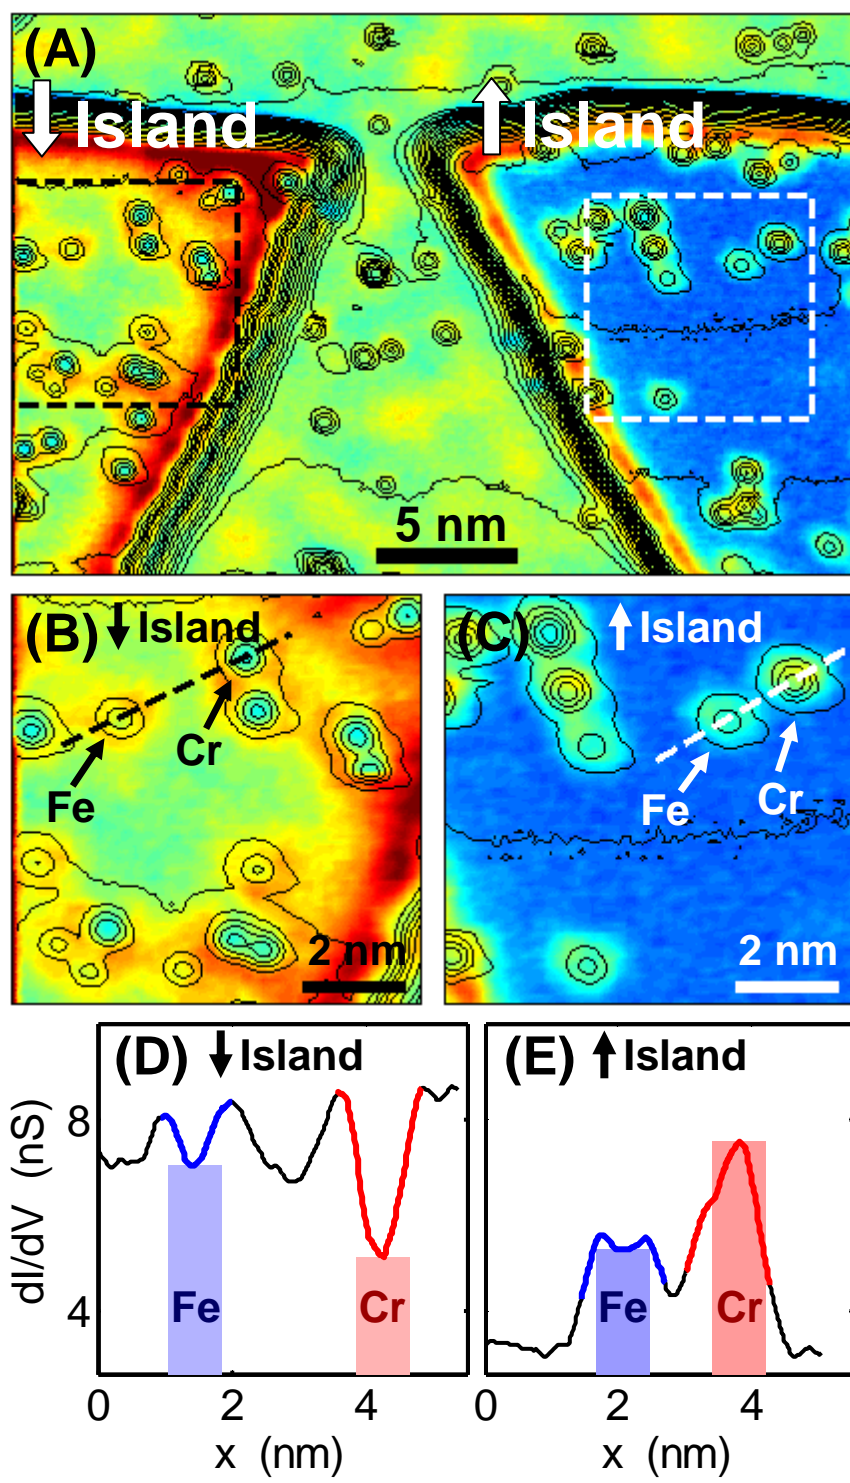 (A)
↓ Island
↑ Island
5 nm
(B) ↓ Island
Fe
Cr
2 nm
(C) ↑ Island
Fe
Cr
2 nm
(D) ↓ Island
dI/dV (nS)
8
4
Fe
Cr
0 2 4
x (nm)
(E) ↑ Island
Fe
Cr
0 2 4
x (nm)